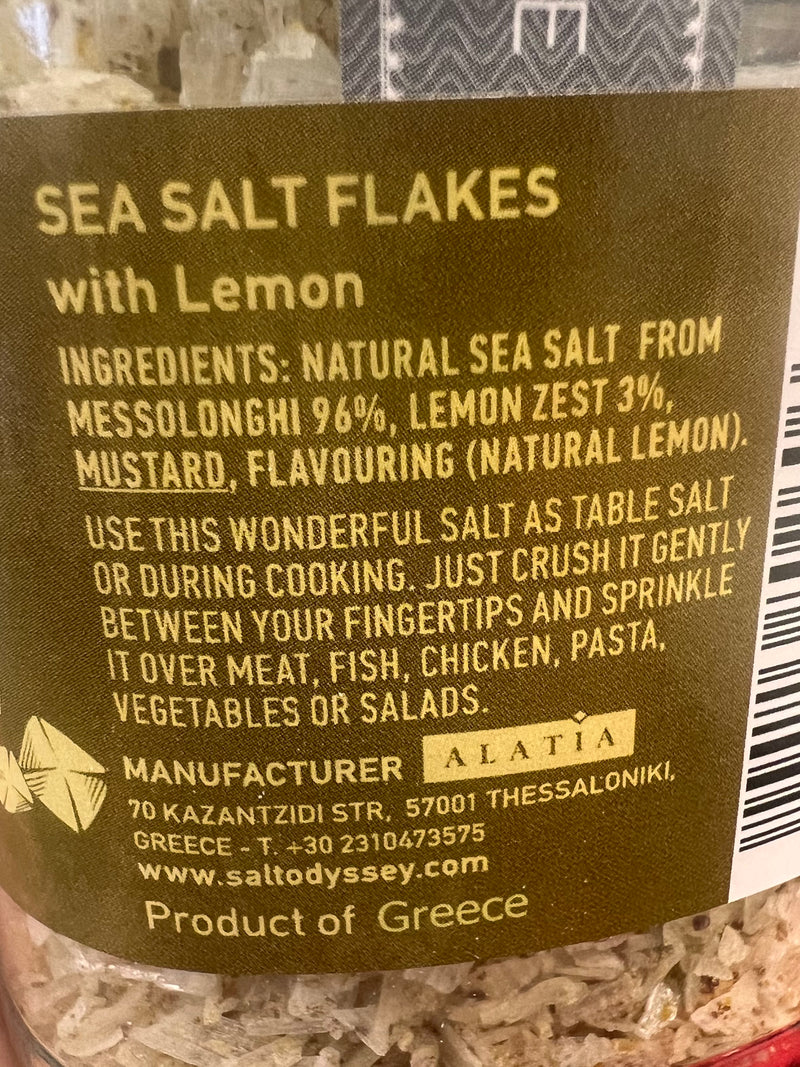 E
SEA SALT FLAKES
with Lemon
INGREDIENTS: NATURAL SEA SALT FROM
MESSOLONGHI 96%, LEMON ZEST 3%,
MUSTARD, FLAVOURING (NATURAL LEMON).
USE THIS WONDERFUL SALT AS TABLE SALT
OR DURING COOKING. JUST CRUSH IT GENTLY
BETWEEN YOUR FINGERTIPS AND SPRINKLE
IT OVER MEAT, FISH, CHICKEN, PASTA,
VEGETABLES OR SALADS.
MANUFACTURER ALATIA
70 KAZANTZIDI STR, 57001 THESSALONIKI,
GREECE - T. +30 2310473575
www.saltodyssey.com
Product of Greece